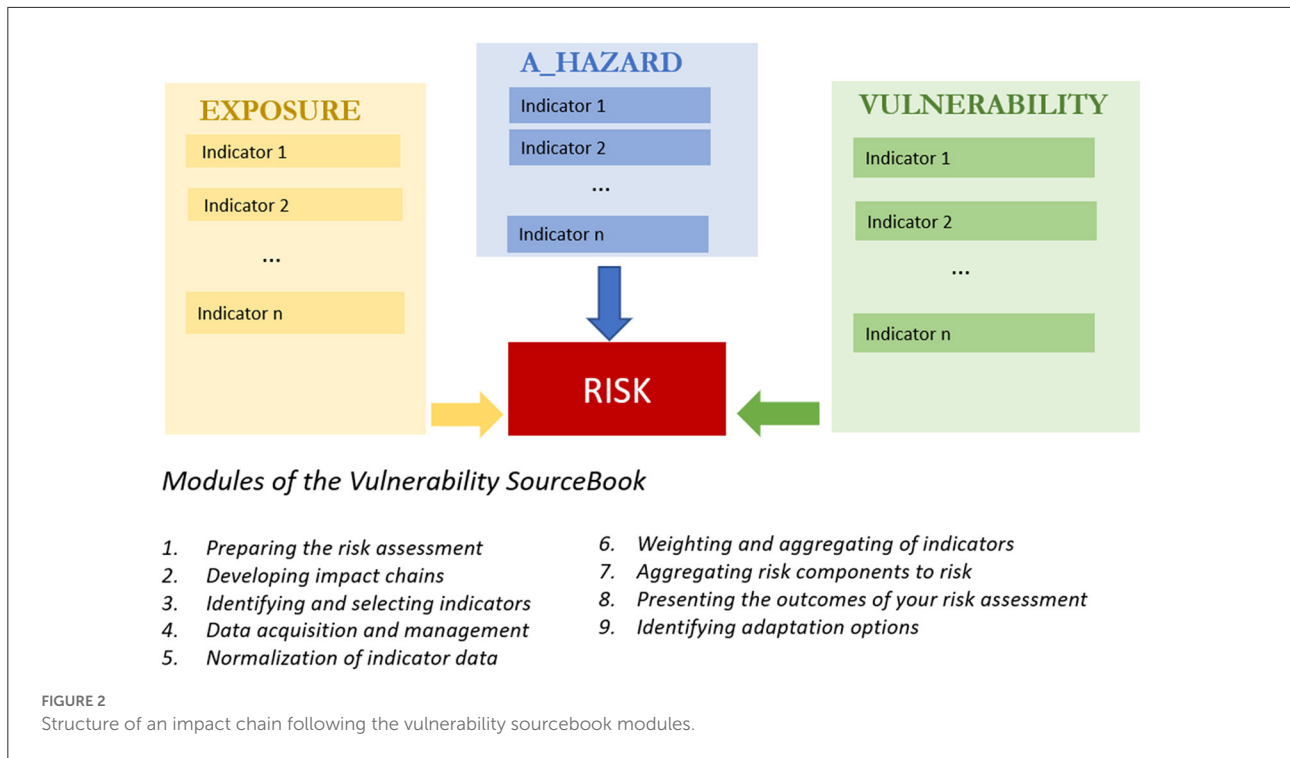 EXPOSURE
Indicator 1
Indicator 2
...
Indicator n
A_HAZARD
Indicator 1
Indicator 2
...
Indicator n
VULNERABILITY
Indicator 1
Indicator 2
...
Indicator n
RISK
Modules of the Vulnerability SourceBook
1. Preparing the risk assessment
2. Developing impact chains
3. Identifying and selecting indicators
4. Data acquisition and management
5. Normalization of indicator data
6. Weighting and aggregating of indicators
7. Aggregating risk components to risk
8. Presenting the outcomes of your risk assessment
9. Identifying adaptation options
FIGURE 2
Structure of an impact chain following the vulnerability sourcebook modules.